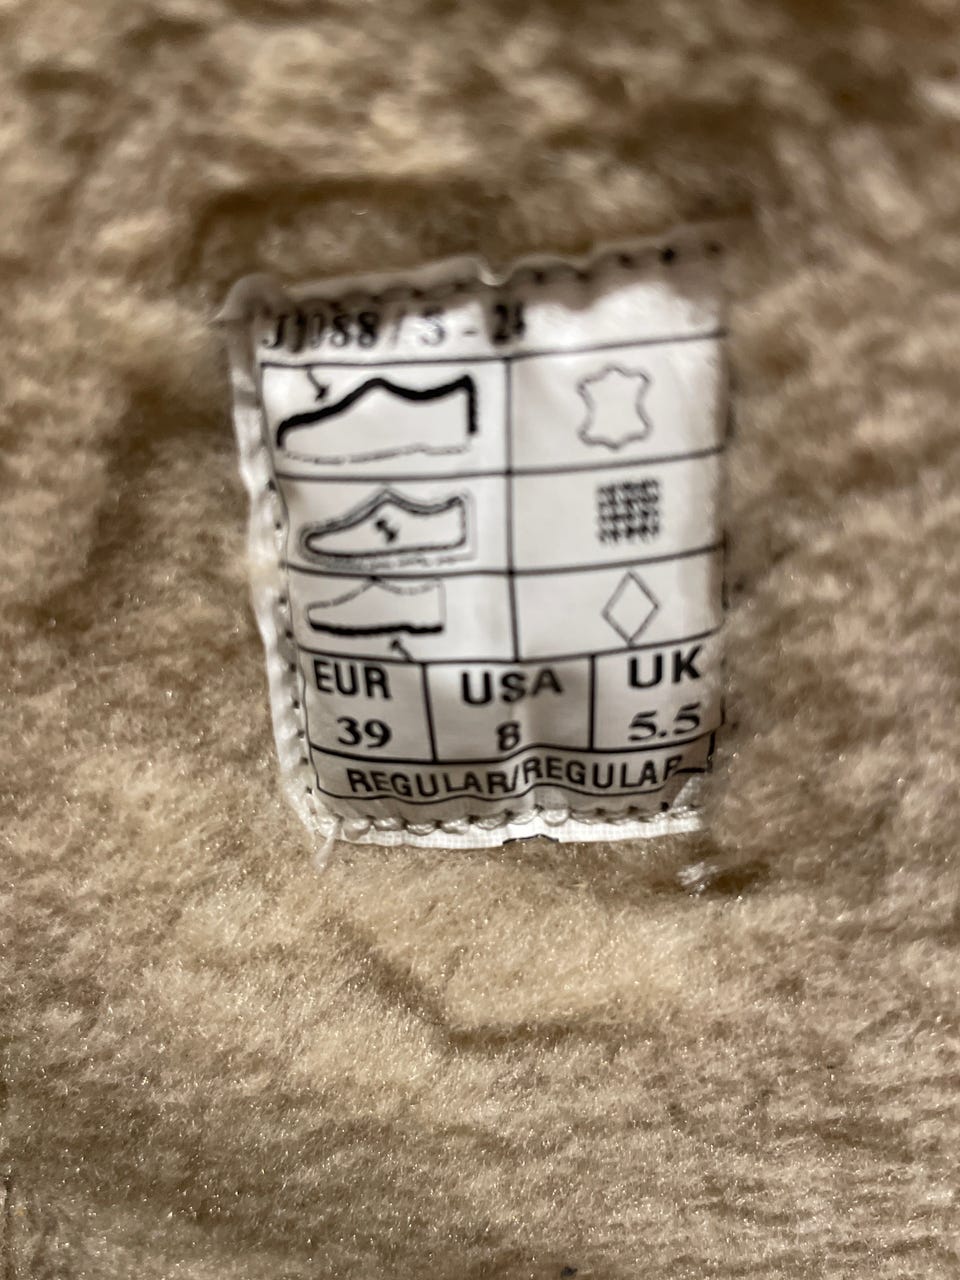 EUR USA UK
39 8 5.5
REGULAR/REGULAR